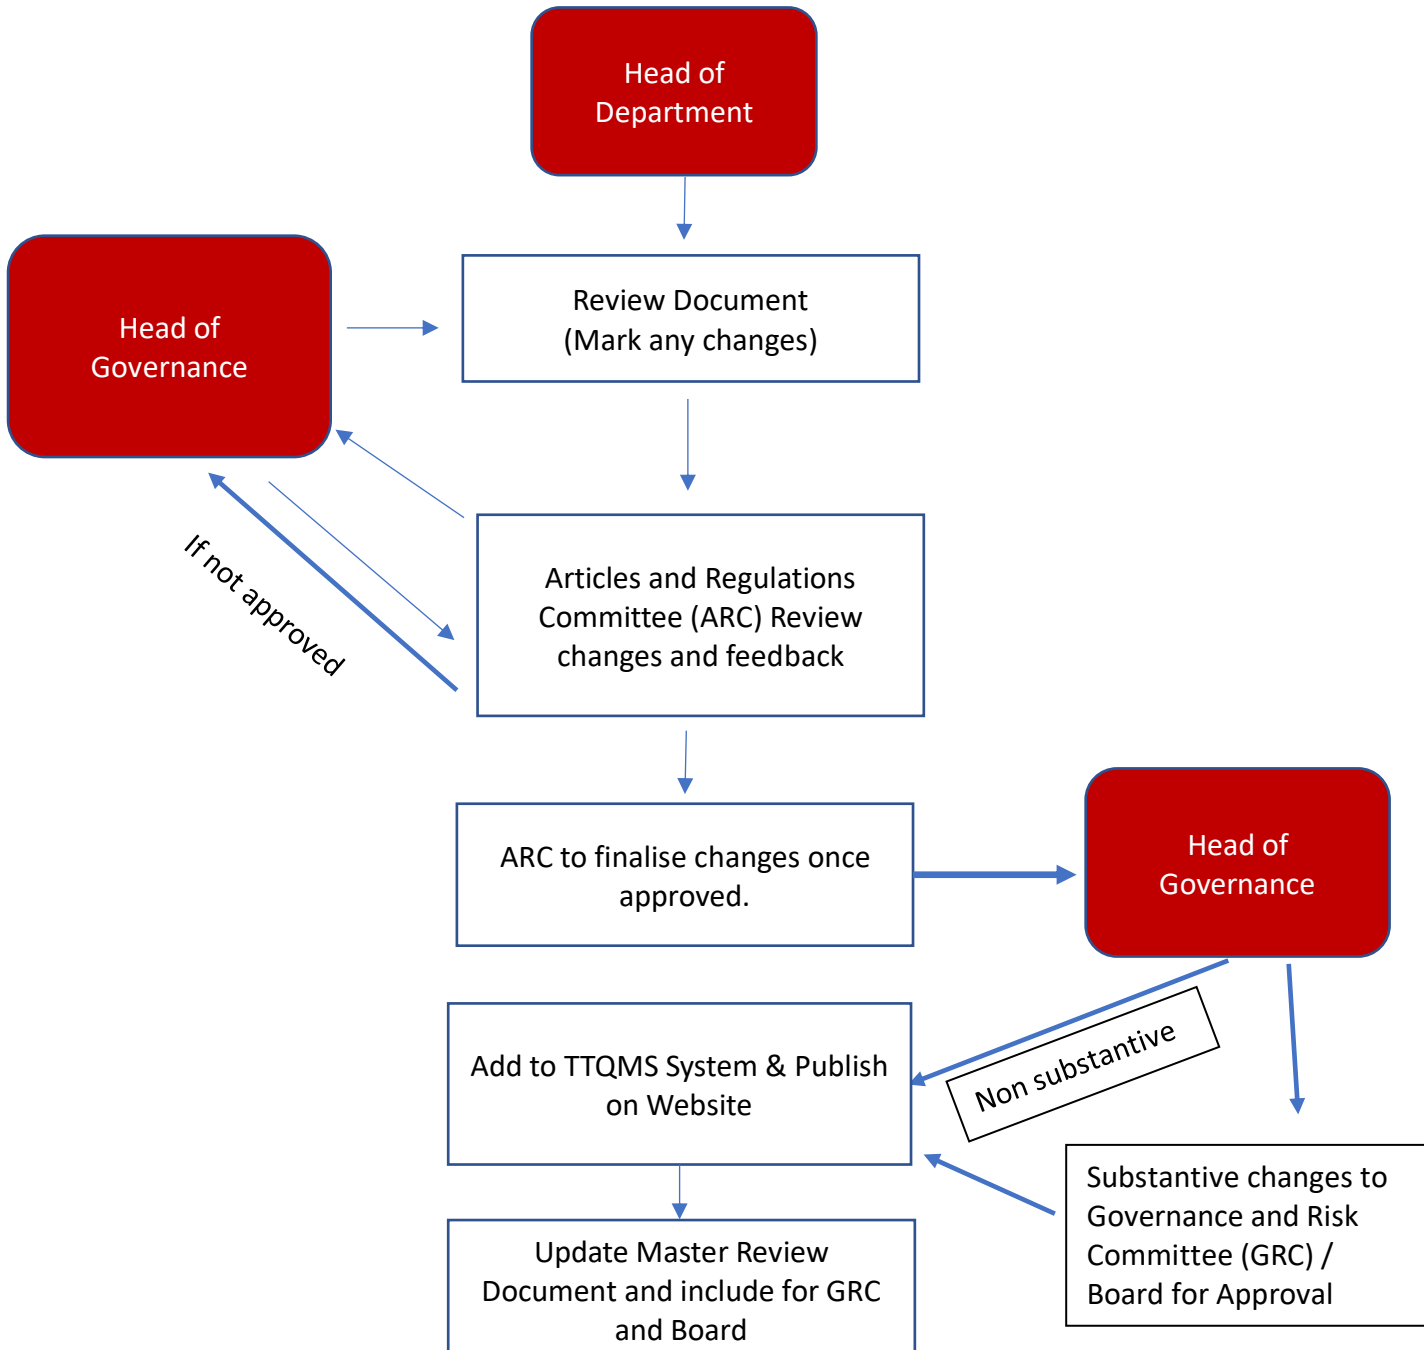 Head of
Department
Head of
Governance
Review Document
(Mark any changes)
If not approved
Articles and Regulations
Committee (ARC) Review
changes and feedback
ARC to finalise changes once
approved.
Head of
Governance
Non substantive
Add to TTQMS System & Publish
on Website
Substantive changes to
Governance and Risk
Committee (GRC) /
Board for Approval
Update Master Review
Document and include for GRC
and Board